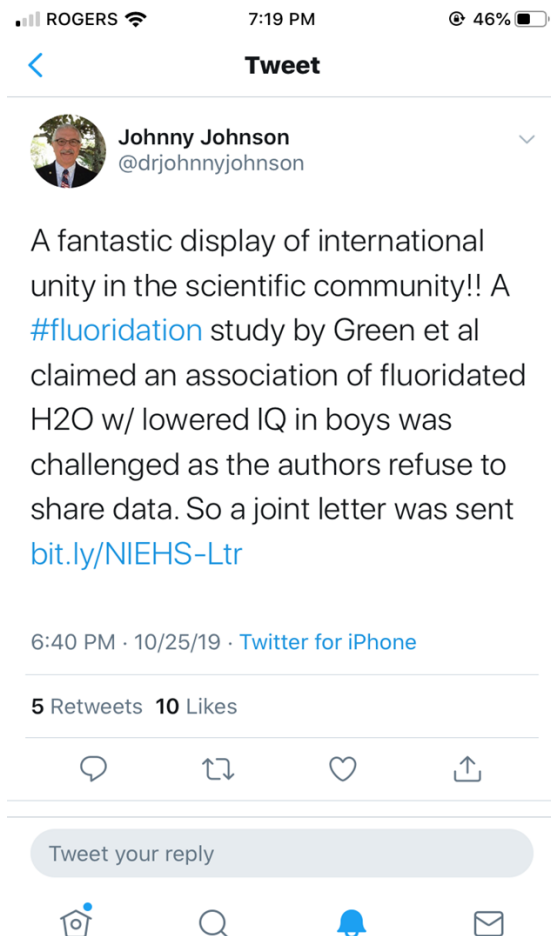 ROGERS 7:19 PM 46%
Tweet
Johnny Johnson
@drjohnnyjohnson
A fantastic display of international
unity in the scientific community!! A
#fluoridation study by Green et al
claimed an association of fluoridated
H2O w/ lowered IQ in boys was
challenged as the authors refuse to
share data. So a joint letter was sent
bit.ly/NIEHS-Ltr
6:40 PM · 10/25/19 · Twitter for iPhone
5 Retweets 10 Likes
Tweet your reply